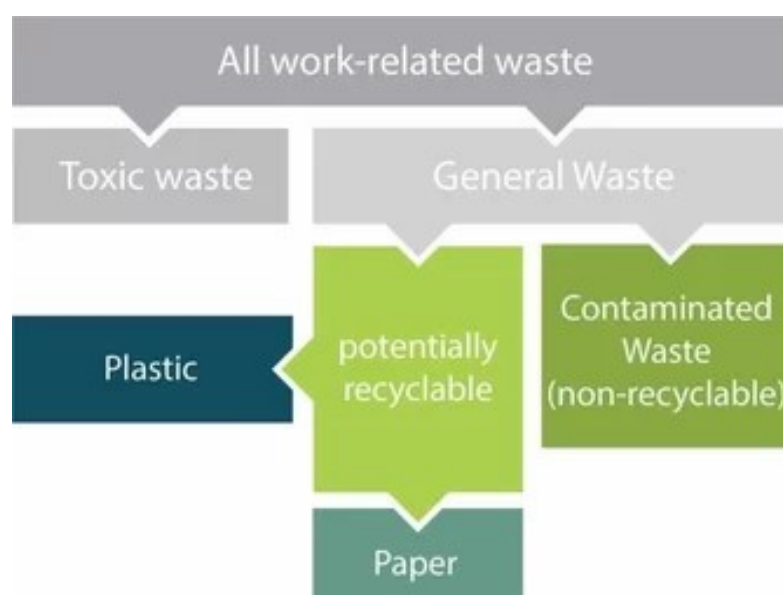 All work-related waste
Toxic waste
General Waste
Plastic
potentially
recyclable
Contaminated
Waste
(non-recyclable)
Paper